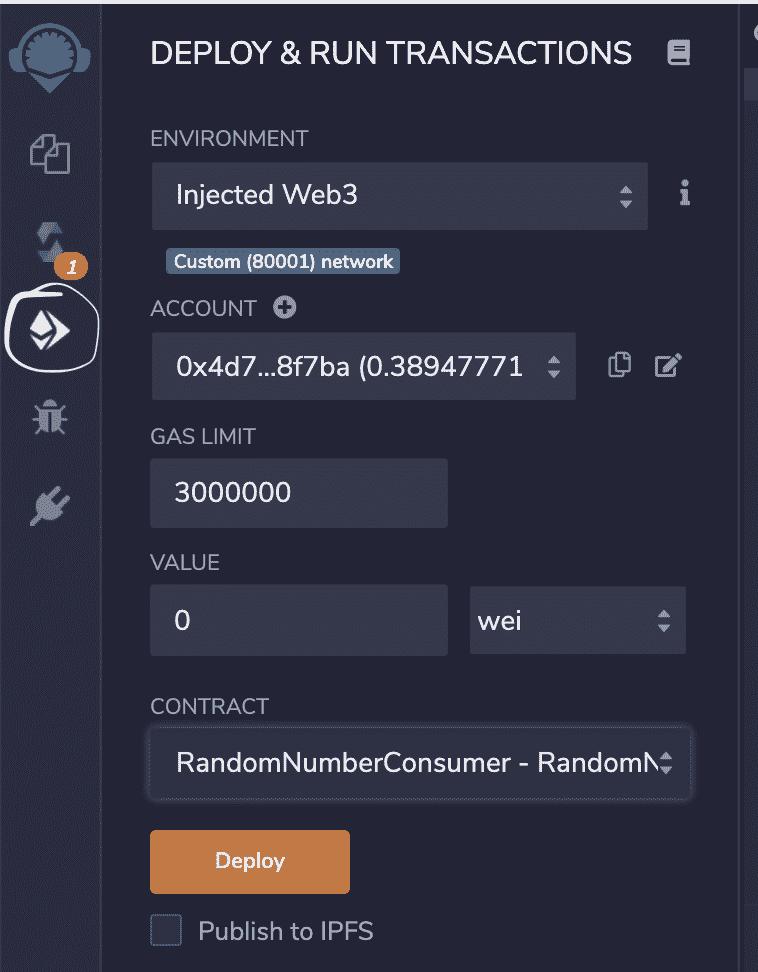 DEPLOY & RUN TRANSACTIONS
ENVIRONMENT
Injected Web3
Custom (80001) network
1
ACCOUNT
0x4d7...8f7ba (0.38947771
GAS LIMIT
3000000
VALUE
0
wei
CONTRACT
RandomNumberConsumer - RandomN
Deploy
Publish to IPFS